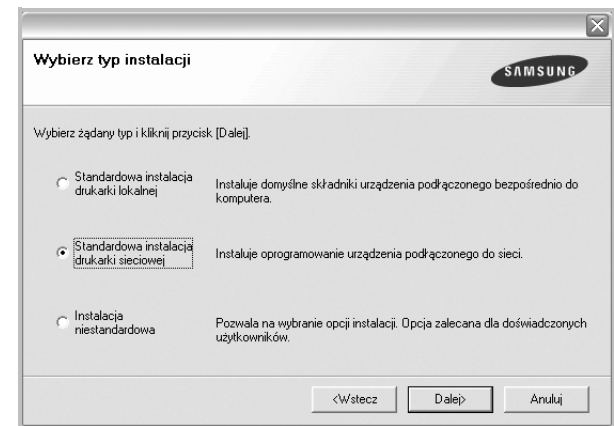 Wybierz typ instalacji
SAMSUNG
Wybierz żądany typ i kliknij przycisk [Dalej].
Standardowa instalacja
drukarki lokalnej
Instaluje domyślne składniki urządzenia podłączonego bezpośrednio do
komputera.
Standardowa instalacja
drukarki sieciowej
Instaluje oprogramowanie urządzenia podłączonego do sieci.
Instalacja
niestandardowa
Pozwala na wybranie opcji instalacji. Opcja zalecana dla doświadczonych
użytkowników.
<Wstecz
Dalej>
Anuluj